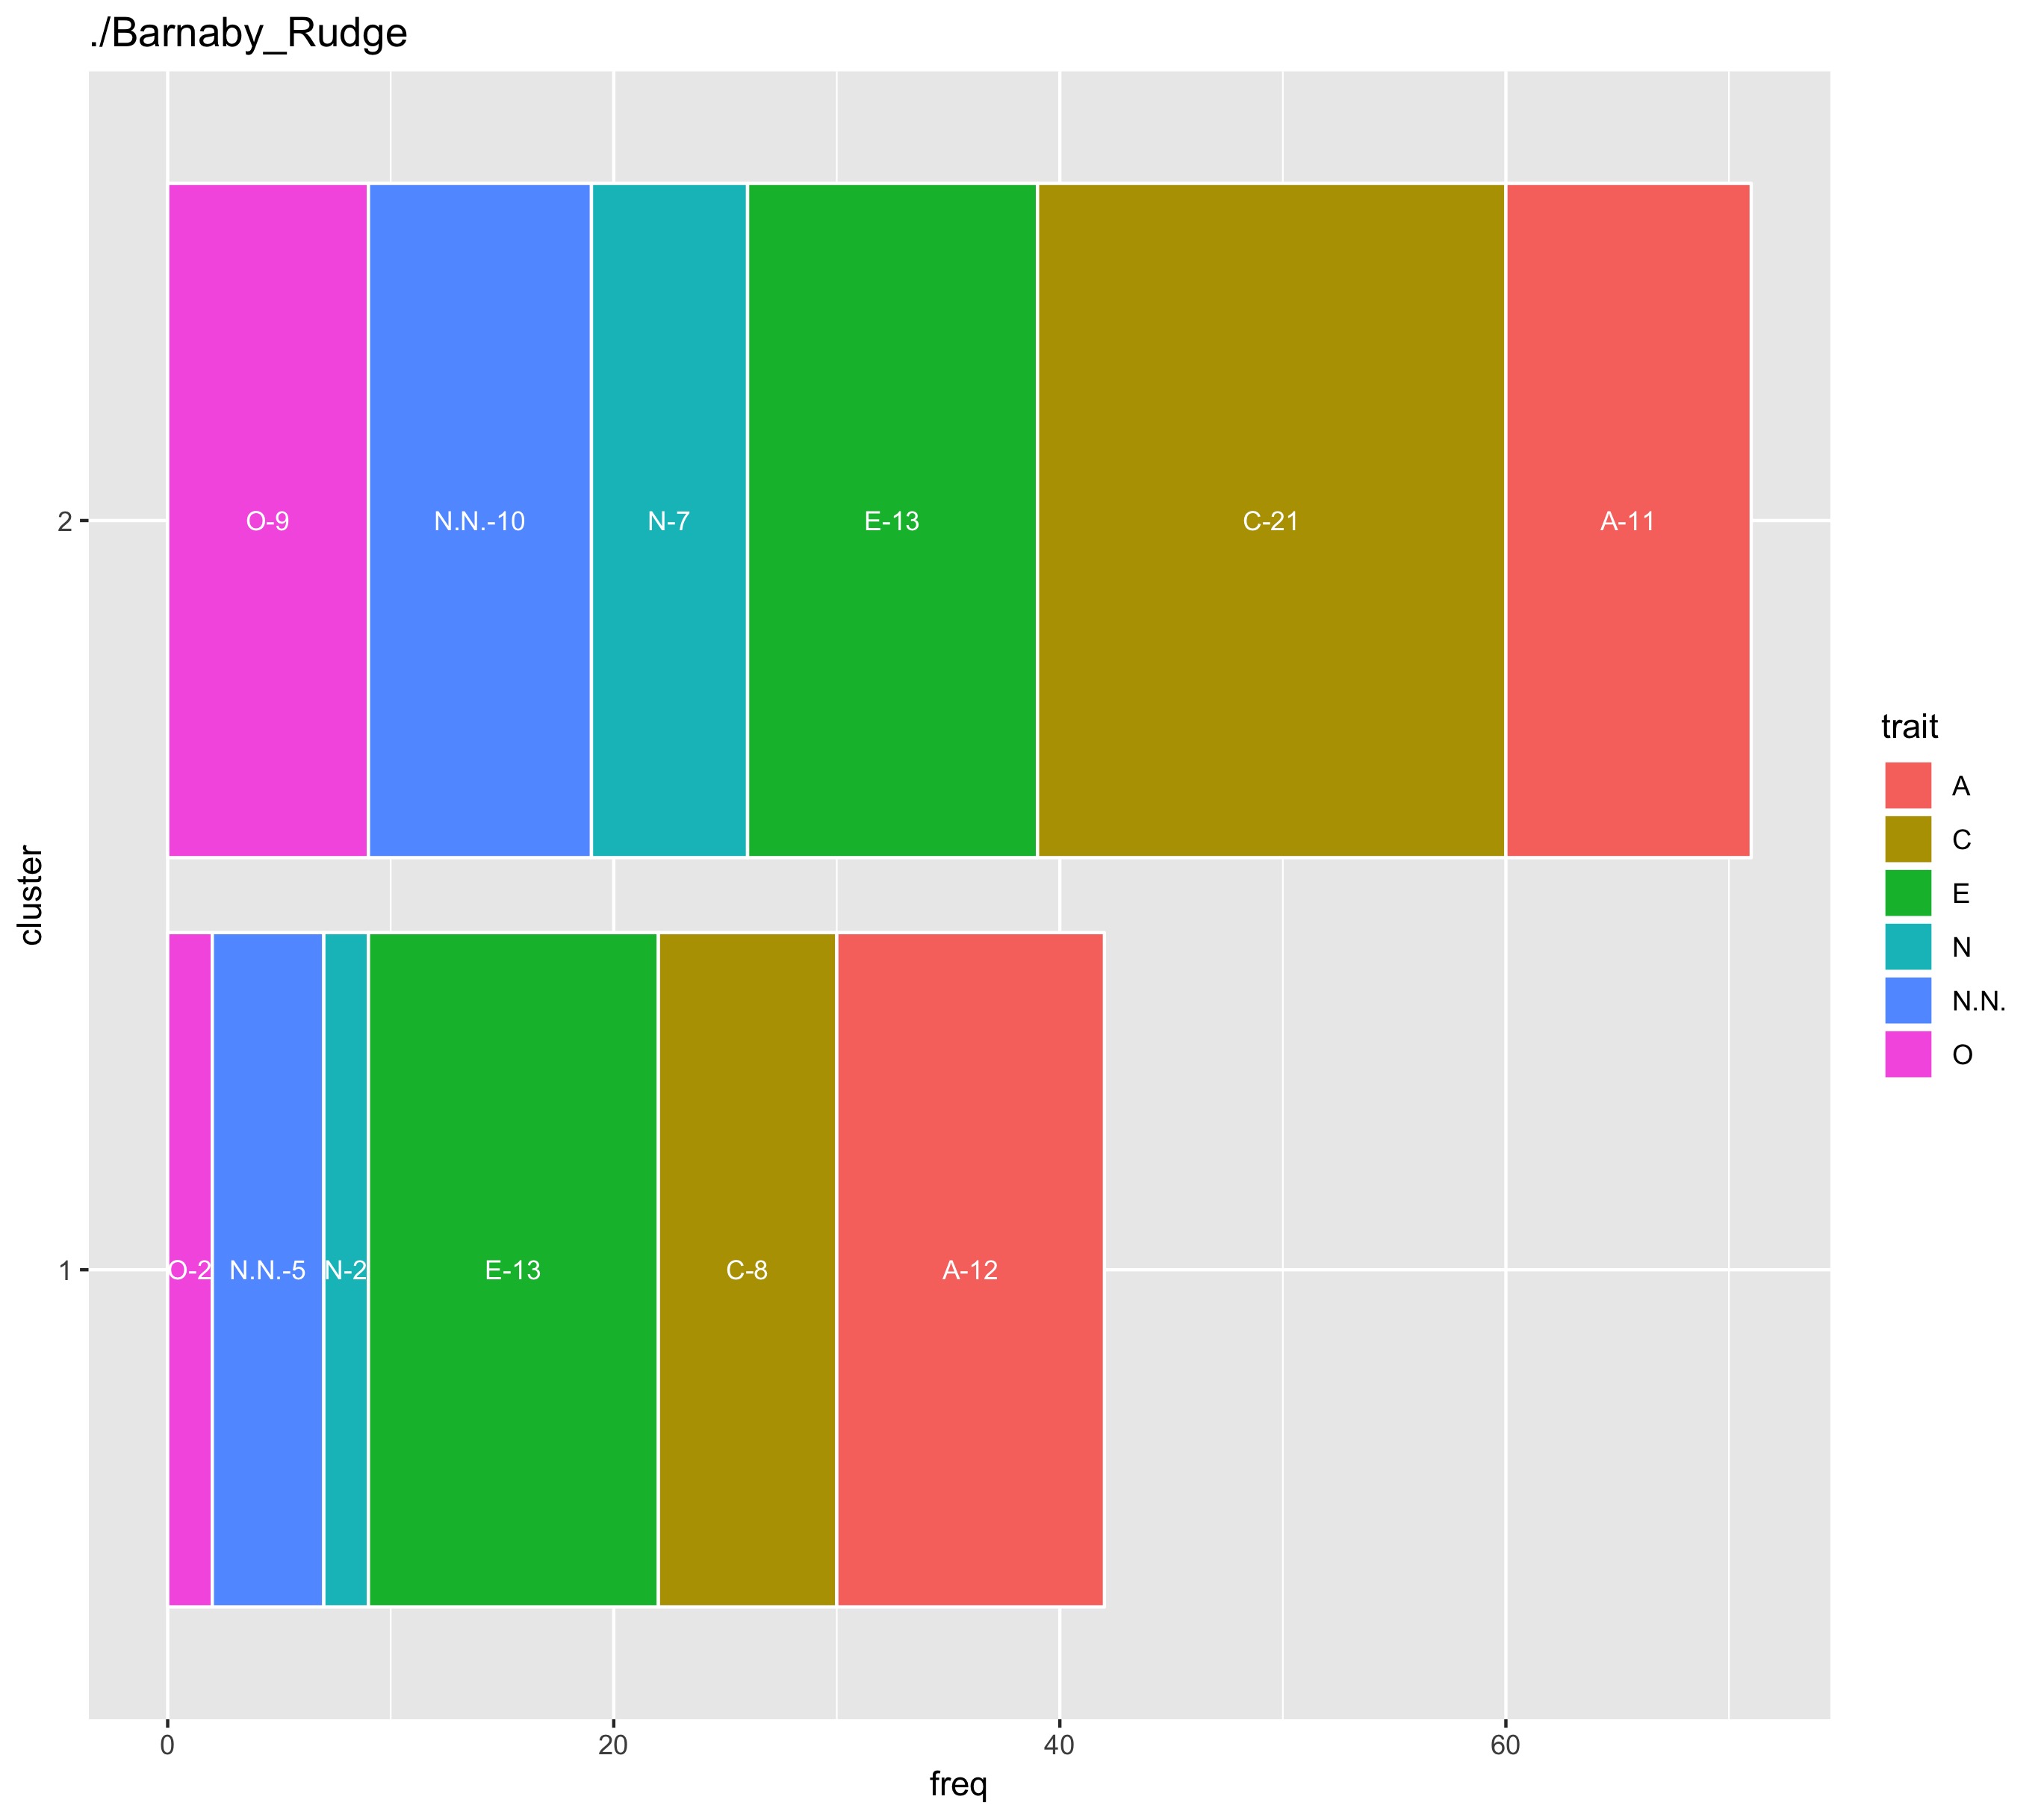 ./Barnaby_Rudge
2
O-9 N.N.-10 N-7 E-13 C-21 A-11
cluster
1
O-2 N.N.-5 N-2 E-13 C-8 A-12
0 20 40 60
freq
trait
A
C
E
N
N.N.
O